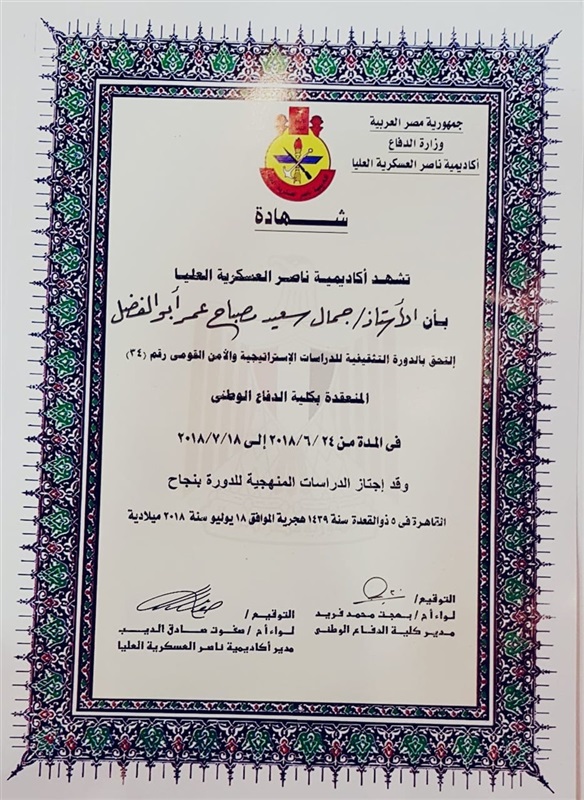 جمهورية مصر العربية
وزارة الدفاع
أكاديمية ناصر العسكرية العليا
شهادة
تشهد أكاديمية ناصر العسكرية العليا
بأن الأستاذ/ جمال سعيد مصباح عمر أبو الفضل
إلتحق بالدورة التثقيفية للدراسات الإستراتيجية والأمن القومى رقم (٣٤)
المنعقدة بكلية الدفاع الوطنى
فى المدة من ٢٠١٨/٦/٢٤ إلى ٢٠١٨/٧/١٨
وقد إجتاز الدراسات المنهجية للدورة بنجاح
القاهرة فى ٥ ذوالقعدة سنة ١٤٣٩ هجرية الموافق ١٨ يوليو سنة ٢٠١٨ ميلادية
التوقيع/
لواء أ ح / بهجت محمد فريد
مدير كلية الدفاع الوطنى
التوقيع /
لواء أ ح / صفوت صادق الديب
مدير أكاديمية ناصر العسكرية العليا